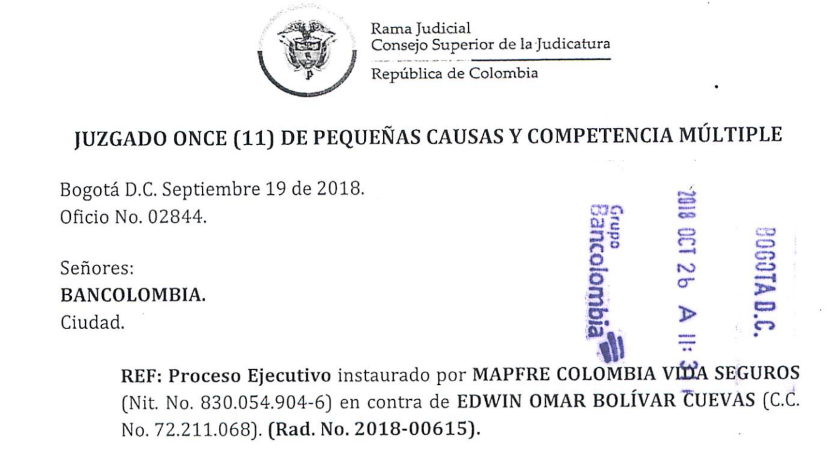 Rama Judicial
Consejo Superior de la Judicatura
República de Colombia
JUZGADO ONCE (11) DE PEQUEÑAS CAUSAS Y COMPETENCIA MÚLTIPLE
Bogotá D.C. Septiembre 19 de 2018.
Oficio No. 02844.
Señores:
BANCOLOMBIA.
Ciudad.
Grupo
Bancolombia
2018 OCT 26 A 11: 31
BOGOTA D.C.
REF: Proceso Ejecutivo instaurado por MAPFRE COLOMBIA VIDA SEGUROS
(Nit. No. 830.054.904-6) en contra de EDWIN OMAR BOLÍVAR CUEVAS (C.C.
No. 72.211.068). (Rad. No. 2018-00615).